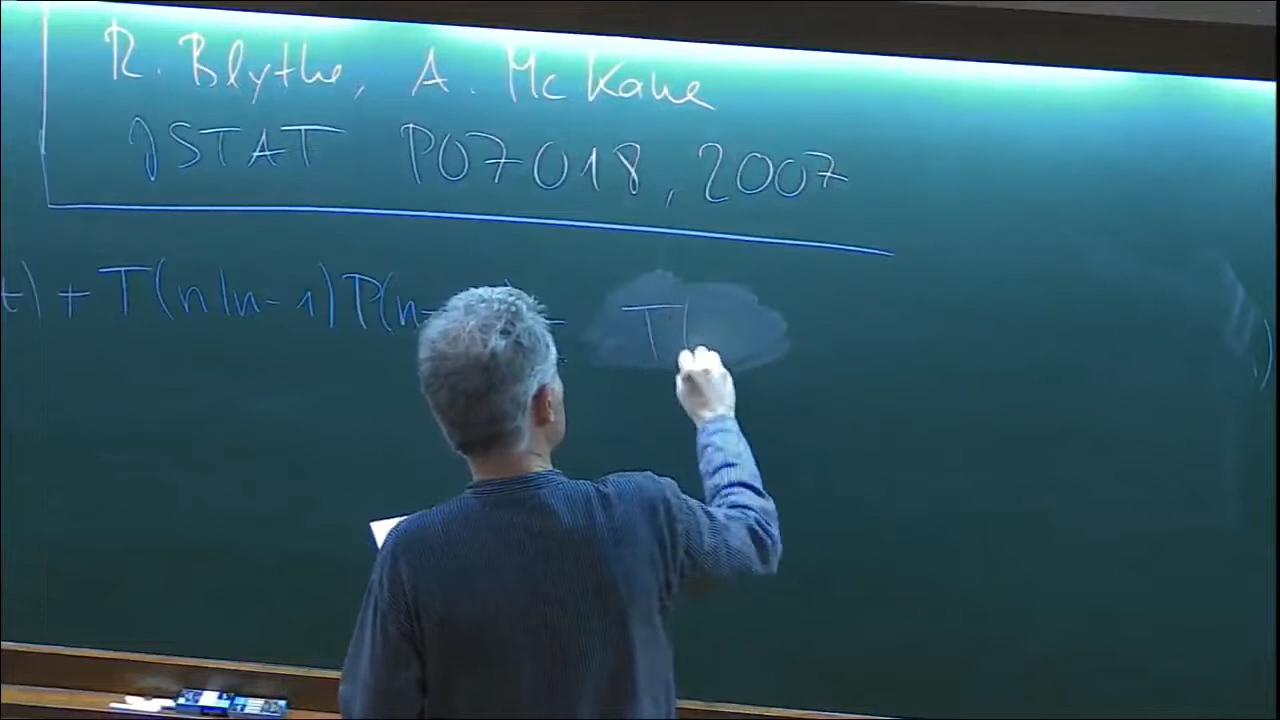 R. Blythe, A. McKane
JSTAT P07018, 2007
t) + T(n|n-1)P(n- T(
)